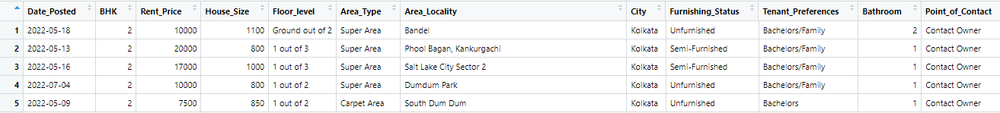 Date_Posted BHK Rent_Price House_Size Floor_level Area_Type Area_Locality City Furnishing_Status Tenant_Preferences Bathroom Point_of_Contact
1 2022-05-18 2 10000 1100 Ground out of 2 Super Area Bandel Kolkata Unfurnished Bachelors/Family 2 Contact Owner
2 2022-05-13 2 20000 800 1 out of 3 Super Area Phool Bagan, Kankurgachi Kolkata Semi-Furnished Bachelors/Family 1 Contact Owner
3 2022-05-16 2 17000 1000 1 out of 3 Super Area Salt Lake City Sector 2 Kolkata Semi-Furnished Bachelors/Family 1 Contact Owner
4 2022-07-04 2 10000 800 1 out of 2 Super Area Dumdum Park Kolkata Unfurnished Bachelors/Family 1 Contact Owner
5 2022-05-09 2 7500 850 1 out of 2 Carpet Area South Dum Dum Kolkata Unfurnished Bachelors 1 Contact Owner